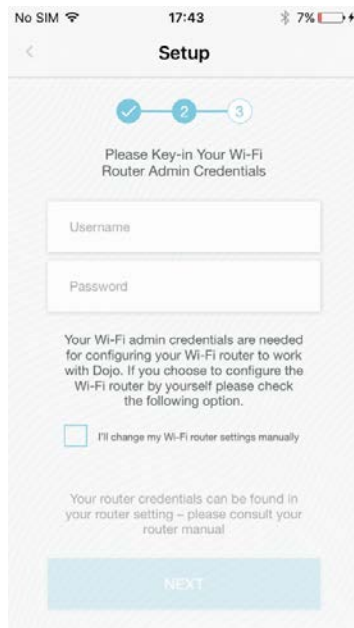 No SIM 17:43 7%
Setup
2 3
Please Key-in Your Wi-Fi
Router Admin Credentials
Username
Password
Your Wi-Fi admin credentials are needed
for configuring your Wi-Fi router to work
with Dojo. If you choose to configure the
Wi-Fi router by yourself please check
the following option.
I'll change my Wi-Fi router settings manually
Your router credentials can be found in
your router setting – please consult your
router manual
NEXT